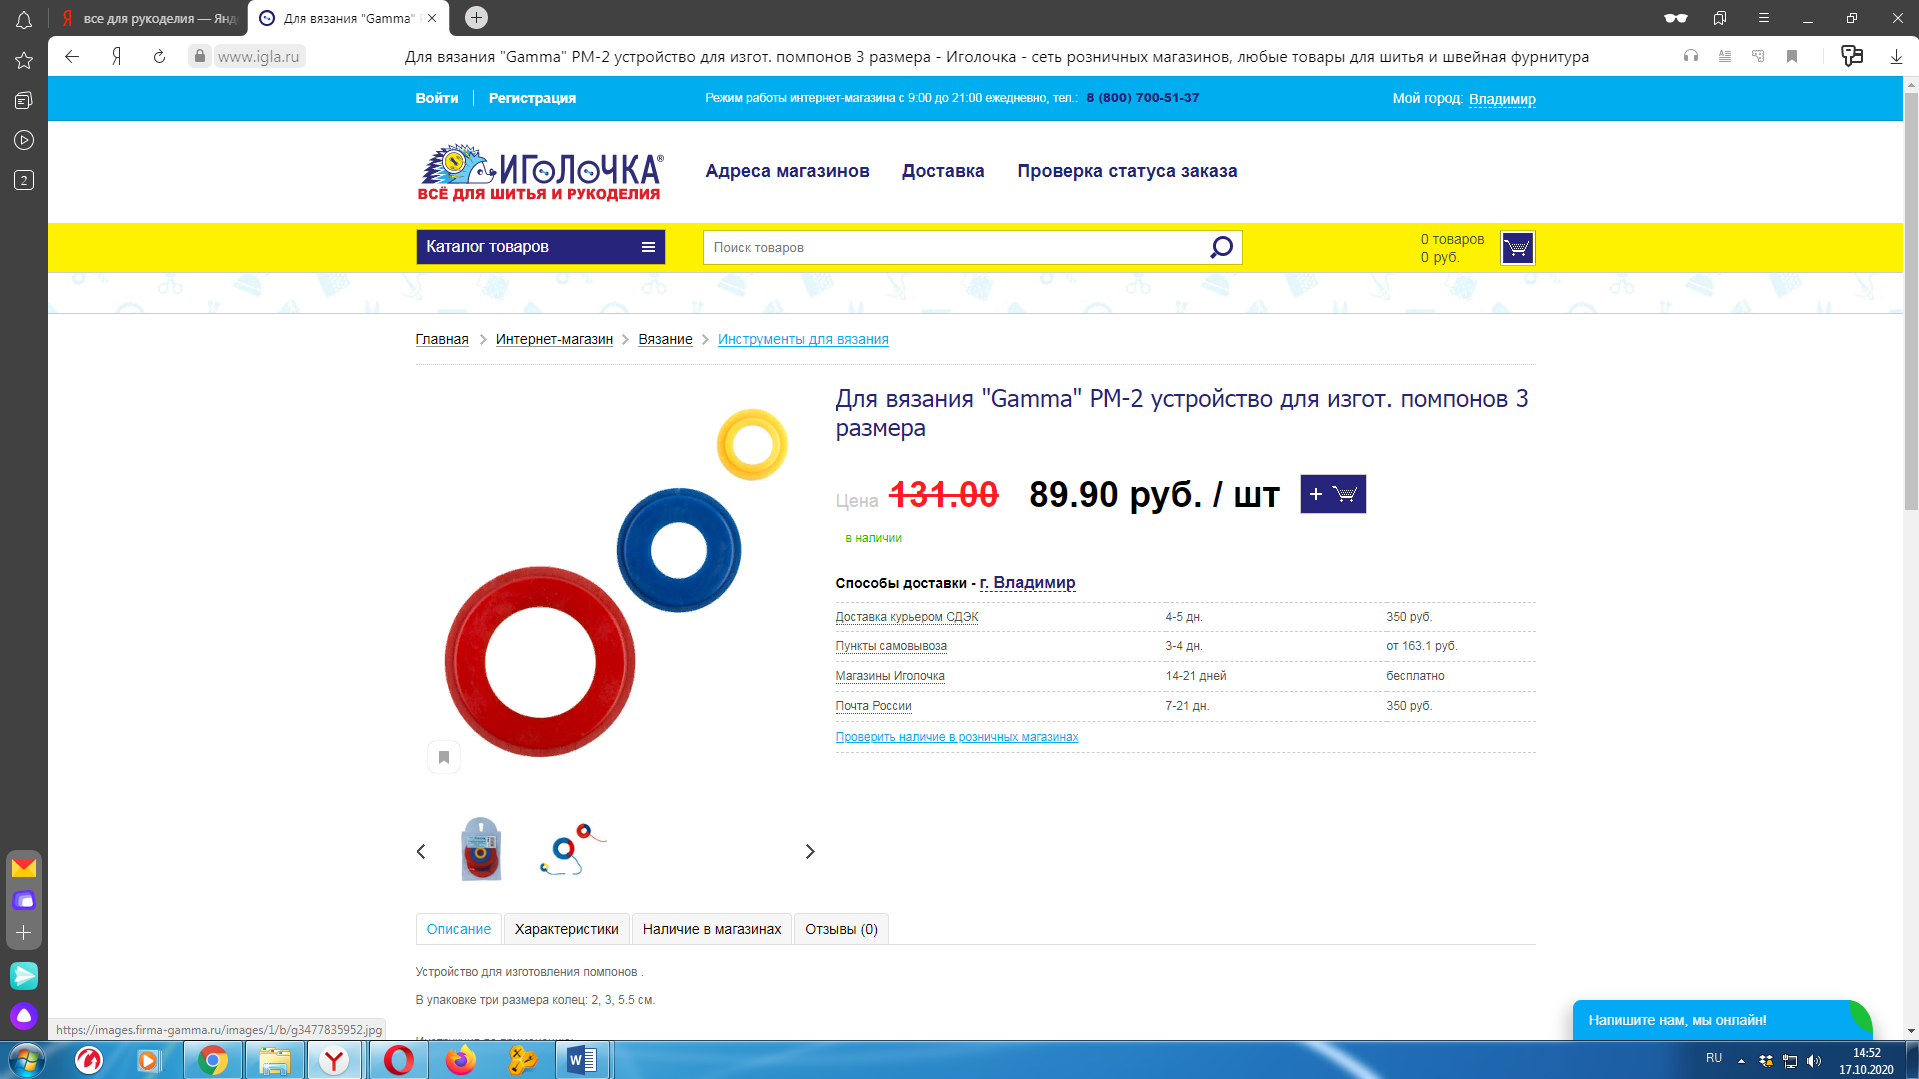 все для рукоделия — Янд
Для вязания "Gamma" P
www.igla.ru
Для вязания "Gamma" PM-2 устройство для изгот. помпонов 3 размера - Иголочка - сеть розничных магазинов, любые товары для шитья и швейная фурнитура
2
Войти
Регистрация
Режим работы интернет-магазина с 9:00 до 21:00 ежедневно, тел.: 8 (800) 700-51-37
Мой город: Владимир
ИГОЛОЧКА®
ВСЁ ДЛЯ ШИТЬЯ И РУКОДЕЛИЯ
Адреса магазинов
Доставка
Проверка статуса заказа
Каталог товаров
Поиск товаров
0 товаров
0 руб.
Главная
Интернет-магазин
Вязание
Инструменты для вязания
Для вязания "Gamma" PM-2 устройство для изгот. помпонов 3
размера
Цена 131.00 89.90 руб. / шт +
в наличии
Способы доставки - г. Владимир
Доставка курьером СДЭК 4-5 дн. 350 руб.
Пункты самовывоза 3-4 дн. от 163.1 руб.
Магазины Иголочка 14-21 дней бесплатно
Почта России 7-21 дн. 350 руб.
Проверить наличие в розничных магазинах
Описание
Характеристики
Наличие в магазинах
Отзывы (0)
Устройство для изготовления помпонов .
В упаковке три размера колец: 2, 3, 5.5 см.
Напишите нам, мы онлайн!
https://images.firma-gamma.ru/images/1/b/g3477835952.jpg
RU
14:52
17.10.2020